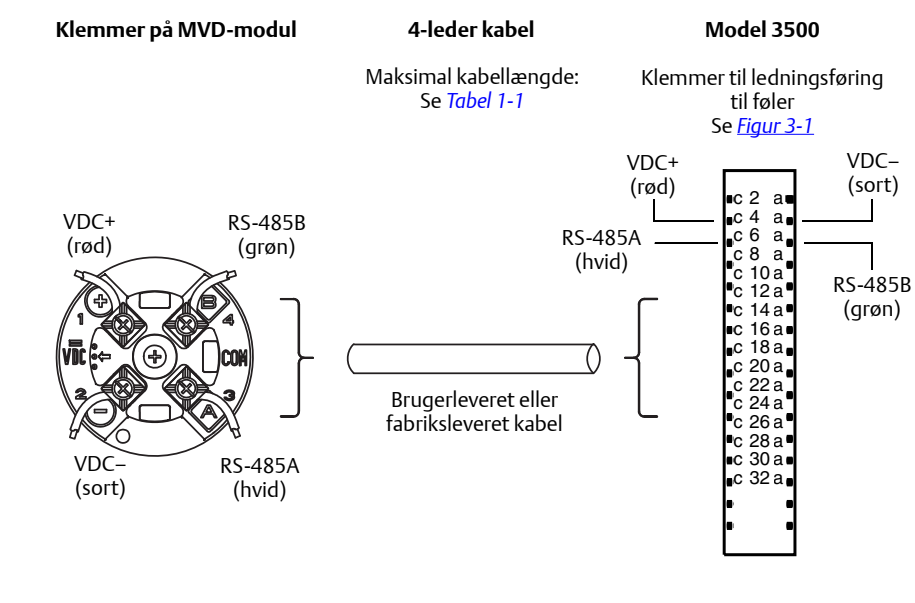 Klemmer på MVD-modul
4-leder kabel
Model 3500
Maksimal kabellængde:
Se Tabel 1-1
Klemmer til ledningsføring
til føler
Se Figur 3-1
VDC+
(rød)
VDC–
(sort)
RS-485A
(hvid)
RS-485B
(grøn)
c 2 a
c 4 a
c 6 a
c 8 a
c 10 a
c 12 a
c 14 a
c 16 a
c 18 a
c 20 a
c 22 a
c 24 a
c 26 a
c 28 a
c 30 a
c 32 a
VDC+
(rød)
RS-485B
(grøn)
1
B
4
VDC
COM
2
3
A
VDC–
(sort)
RS-485A
(hvid)
Brugerleveret eller
fabriksleveret kabel